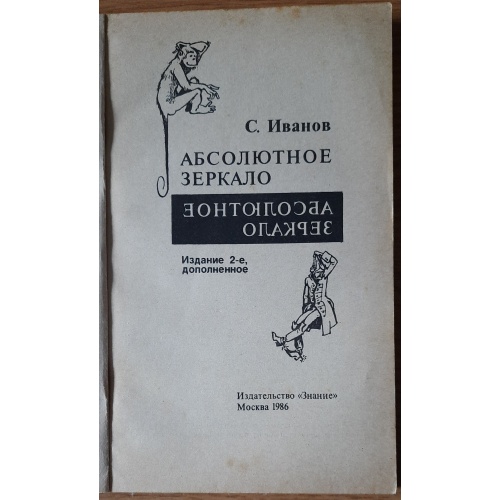 С. Иванов
АБСОЛЮТНОЕ
ЗЕРКАЛО
АБСОЛЮТНОЕ
ЗЕРКАЛО
Издание 2-е,
дополненное
Издательство «Знание»
Москва 1986